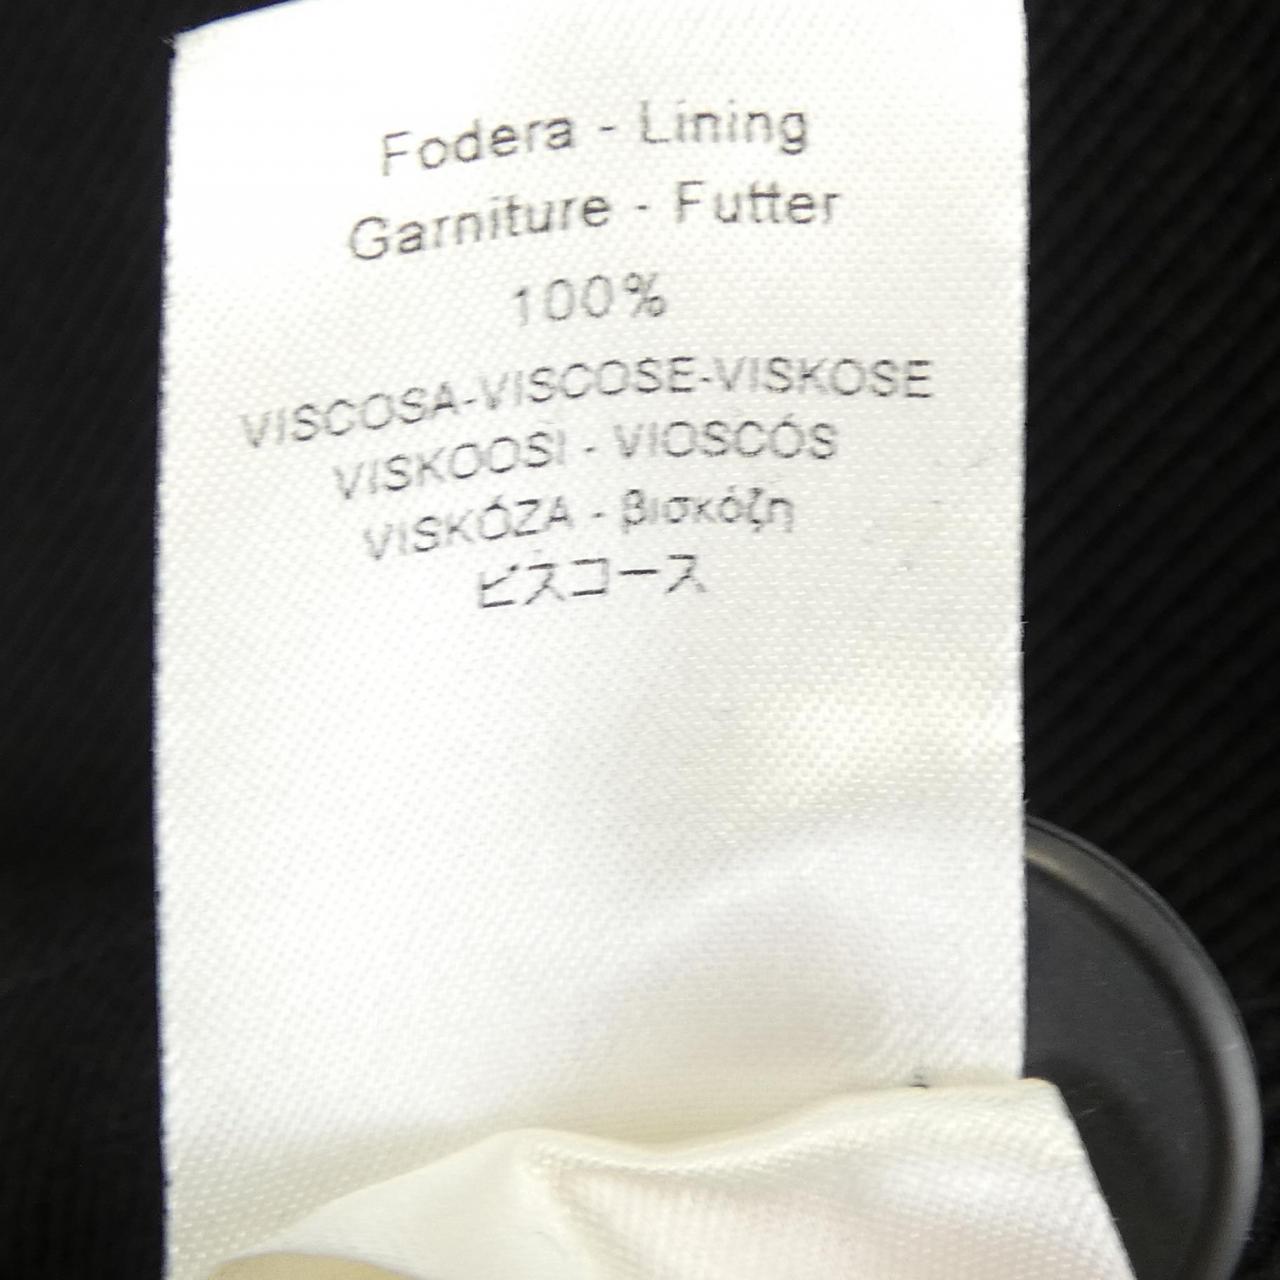 Fodera - Lining
Garniture - Futter
100%
VISCOSA-VISCOSE-VISKOSE
VISKOOSI - VIOSCÓS
VISKÓZA - βισκόζη
ビスコース